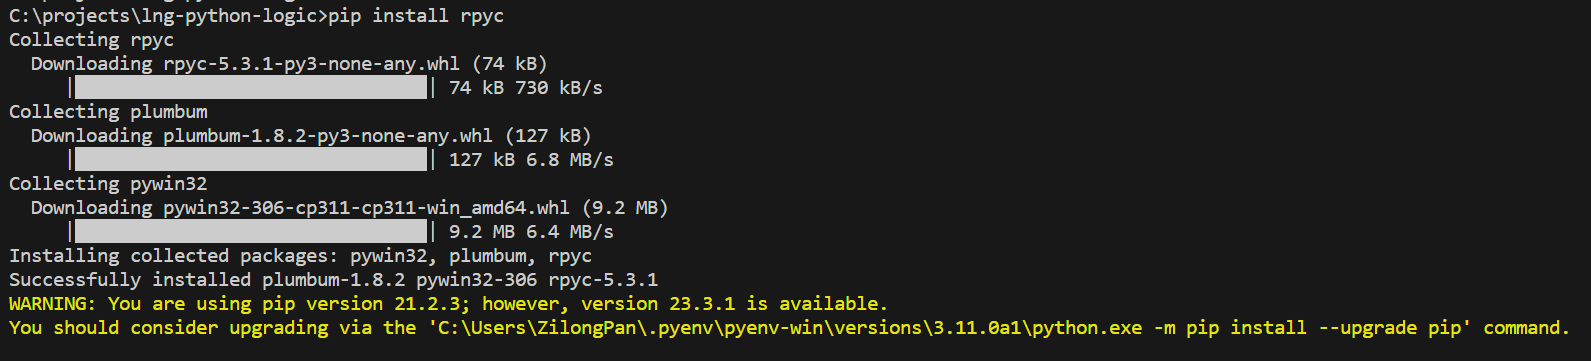 C:\projects\lng-python-logic>pip install rpyc
Collecting rpyc
  Downloading rpyc-5.3.1-py3-none-any.whl (74 kB)
     |████████████████████████████████| 74 kB 730 kB/s
Collecting plumbum
  Downloading plumbum-1.8.2-py3-none-any.whl (127 kB)
     |████████████████████████████████| 127 kB 6.8 MB/s
Collecting pywin32
  Downloading pywin32-306-cp311-cp311-win_amd64.whl (9.2 MB)
     |████████████████████████████████| 9.2 MB 6.4 MB/s
Installing collected packages: pywin32, plumbum, rpyc
Successfully installed plumbum-1.8.2 pywin32-306 rpyc-5.3.1
WARNING: You are using pip version 21.2.3; however, version 23.3.1 is available.
You should consider upgrading via the 'C:\Users\ZilongPan\.pyenv\pyenv-win\versions\3.11.0a1\python.exe -m pip install --upgrade pip' command.